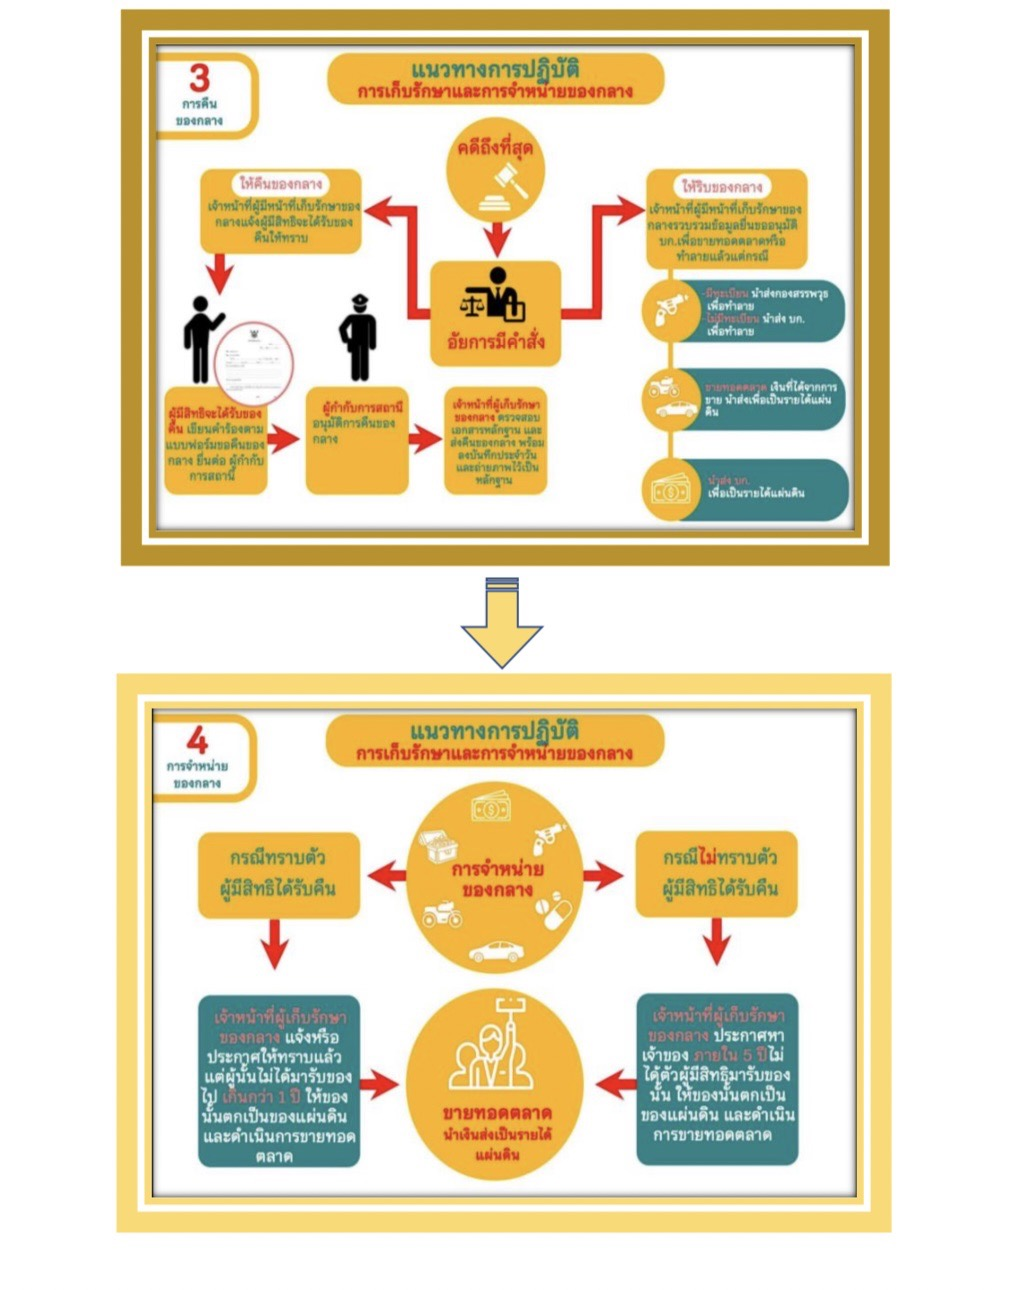 3
การคืน
ของกลาง
แนวทางการปฏิบัติ
การเก็บรักษาและการจำหน่ายของกลาง
คดีถึงที่สุด
ให้คืนของกลาง
เจ้าหน้าที่ผู้มีหน้าที่เก็บรักษาของ
กลางแจ้งผู้มีสิทธิจะได้รับของ
คืนให้ทราบ
อัยการมีคำสั่ง
ให้ริบของกลาง
เจ้าหน้าที่ผู้มีหน้าที่เก็บรักษาของ
กลางรวบรวมข้อมูลยื่นขออนุมัติ
บก.เพื่อขายทอดตลาดหรือ
ทำลายแล้วแต่กรณี
-มีทะเบียน นำส่งกองสรรพาวุธ
เพื่อทำลาย
-ไม่มีทะเบียน นำส่ง บก.
เพื่อทำลาย
ขายทอดตลาด เงินที่ได้จากการ
ขาย นำส่งเพื่อเป็นรายได้แผ่น
ดิน
นำส่ง บก.
เพื่อเป็นรายได้แผ่นดิน
ผู้มีสิทธิจะได้รับของ
คืน เขียนคำร้องตาม
แบบฟอร์มขอคืนของ
กลาง ยื่นต่อ ผู้กำกับ
การสถานี
ผู้กำกับการสถานี
อนุมัติการคืนของ
กลาง
เจ้าหน้าที่ผู้เก็บรักษา
ของกลาง ตรวจสอบ
เอกสารหลักฐาน และ
ส่งคืนของกลาง พร้อม
ลงบันทึกประจำวัน
และถ่ายภาพไว้เป็น
หลักฐาน
4
การจำหน่าย
ของกลาง
แนวทางการปฏิบัติ
การเก็บรักษาและการจำหน่ายของกลาง
การจำหน่าย
ของกลาง
กรณีทราบตัว
ผู้มีสิทธิได้รับคืน
กรณีไม่ทราบตัว
ผู้มีสิทธิได้รับคืน
เจ้าหน้าที่ผู้เก็บรักษา
ของกลาง แจ้งหรือ
ประกาศให้ทราบแล้ว
แต่ผู้นั้นไม่ได้มารับของ
ไป เกินกว่า 1 ปี ให้ของ
นั้นตกเป็นของแผ่นดิน
และดำเนินการขายทอด
ตลาด
ขายทอดตลาด
นำเงินส่งเป็นรายได้
แผ่นดิน
เจ้าหน้าที่ผู้เก็บรักษา
ของกลาง ประกาศหา
เจ้าของ ภายใน 5 ปีไม่
ได้ตัวผู้มีสิทธิมารับของ
นั้น ให้ของนั้นตกเป็น
ของแผ่นดิน และดำเนิน
การขายทอดตลาด